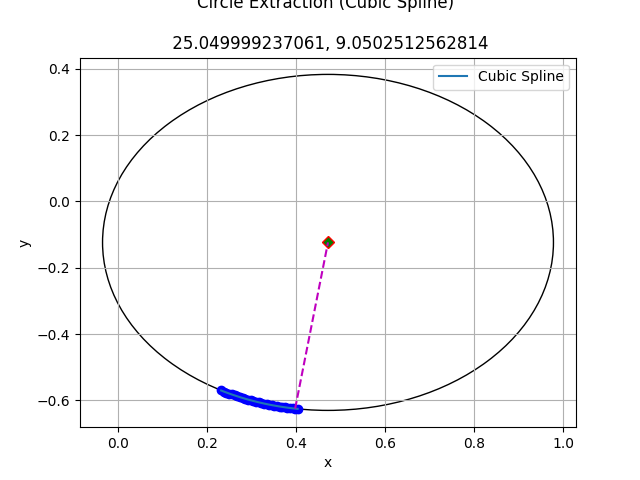 Circle Extraction (Cubic Spline)
25.049999237061, 9.0502512562814
Cubic Spline
0.4
0.2
0.0
−0.2
−0.4
−0.6
y
0.0 0.2 0.4 0.6 0.8 1.0
x